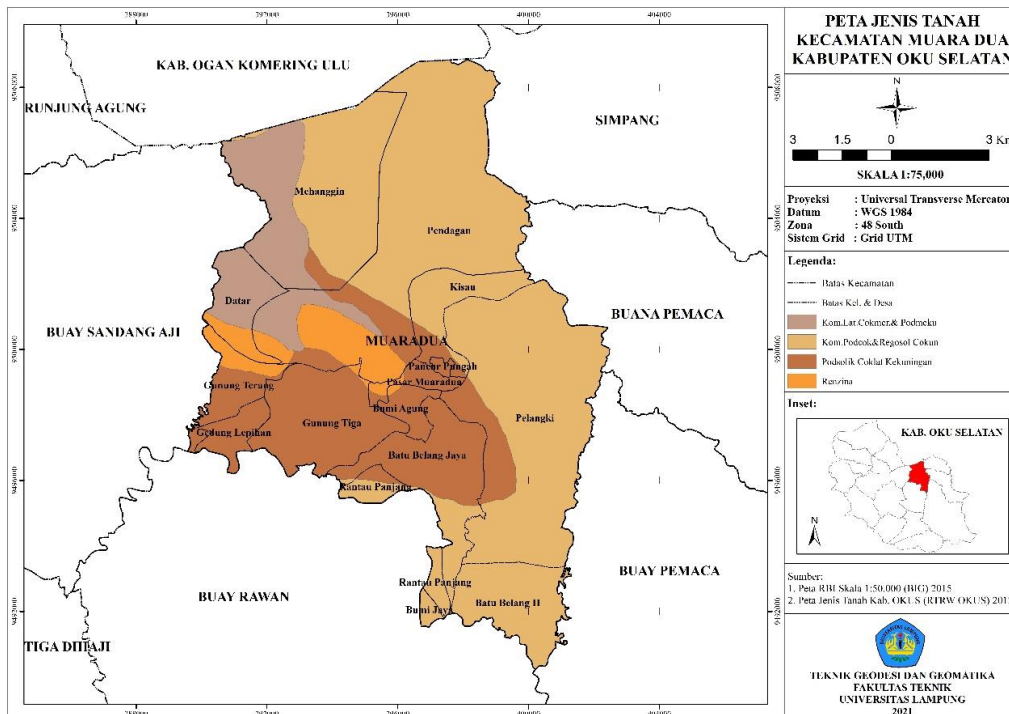 PETA JENIS TANAH
KECAMATAN MUARA DUA
KABUPATEN OKU SELATAN
N
3 1.5 0 3 Km
SKALA 1:75,000
Proyeksi : Universal Transverse Mercator
Datum : WGS 1984
Zona : 48 South
Sistem Grid : Grid UTM
Legenda:
Batas Kecamatan
Batas Kel. & Desa
Kom.Lat.Cokmer.& Podmeku
Kom.Podcok&Regosol Cokun
Podsolik Coklat Kekuningan
Renzina
Inset:
KAB. OKU SELATAN
N
Sumber:
1. Peta RBI Skala 1:50.000 (BIG) 2015
2. Peta Jenis Tanah Kab. OKUS (RTRW OKUS)
TEKNIK GEODESI DAN GEOMATIKA
FAKULTAS TEKNIK
UNIVERSITAS LAMPUNG
2021
KAB. OGAN KOMERING ULU
RUNJUNG AGUNG
SIMPANG
Mehanggin
Pendagan
Kisau
Datar
BUAY SANDANG AJI
BUANA PEMACA
MUARADUA
Pancur Pungah
Pasar Muaradua
Gunung Terang
Bumi Agung
Pelangki
Gunung Tiga
Gedung Lepihan
Batu Belang Jaya
Rantau Panjang
BUAY RAWAN
Rantau Panjang
BUAY PEMACA
Bumi Jaya
Batu Belang II
TIGA DIHAJI